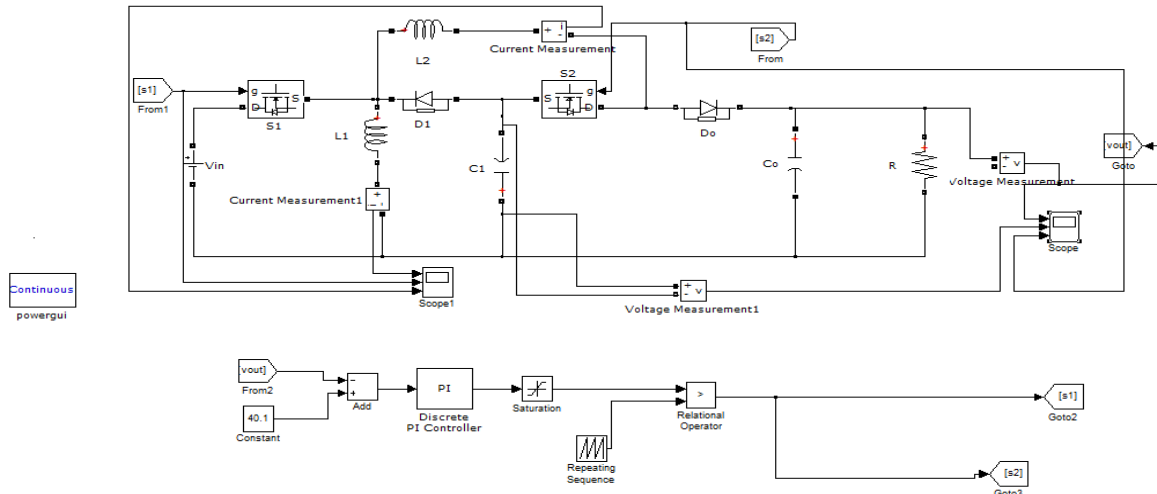 L2
+
i
-
Current Measurement
[s2]
From
S2
[s1]
From1
g
D
S
S1
D1
S
g
D
Do
L1
Vin
+
C1
Co
R
+
-
v
Voltage Measurement
[vout]
Goto
Current Measurement1
+
-
i
Scope
Scope1
+
-
v
Voltage Measurement1
Continuous
powergui
[vout]
From2
-
+
Add
40.1
Constant
PI
Discrete
PI Controller
Saturation
Repeating
Sequence
>
Relational
Operator
[s1]
Goto2
[s2]
Goto3